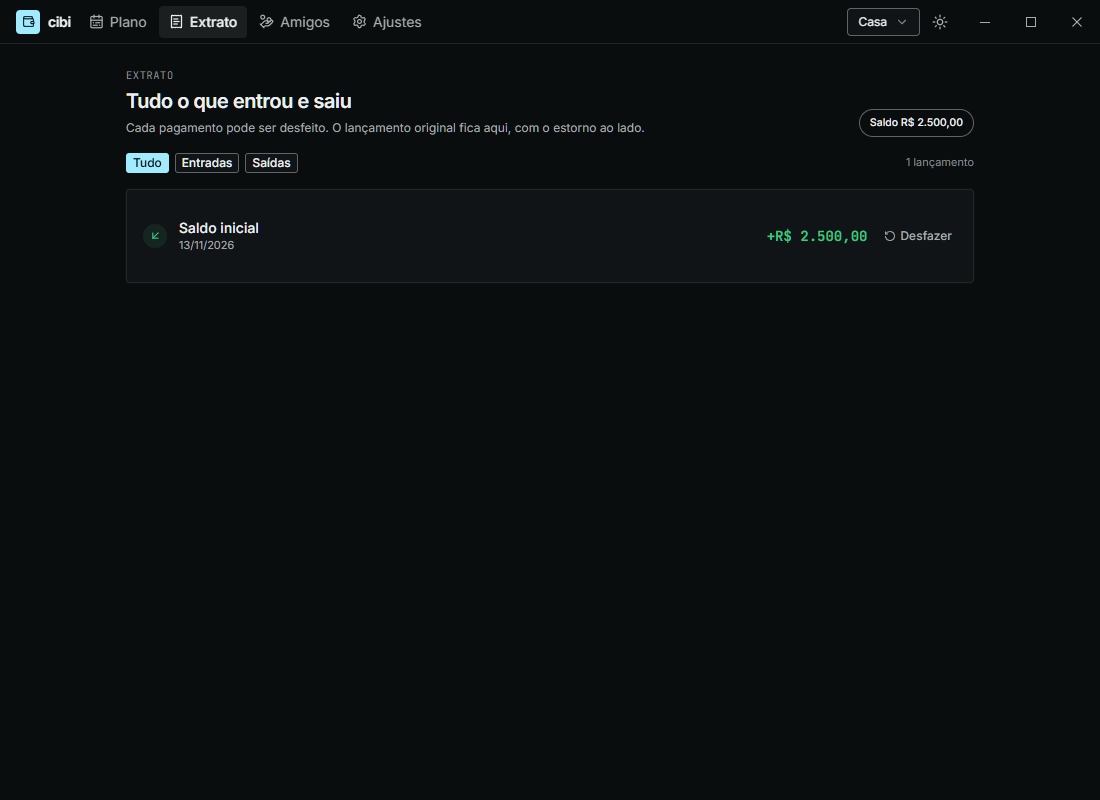 cibi Plano Extrato Amigos Ajustes Casa
EXTRATO
Tudo o que entrou e saiu
Cada pagamento pode ser desfeito. O lançamento original fica aqui, com o estorno ao lado.
Saldo R$ 2.500,00
Tudo Entradas Saídas 1 lançamento
Saldo inicial
13/11/2026
+R$ 2.500,00 Desfazer